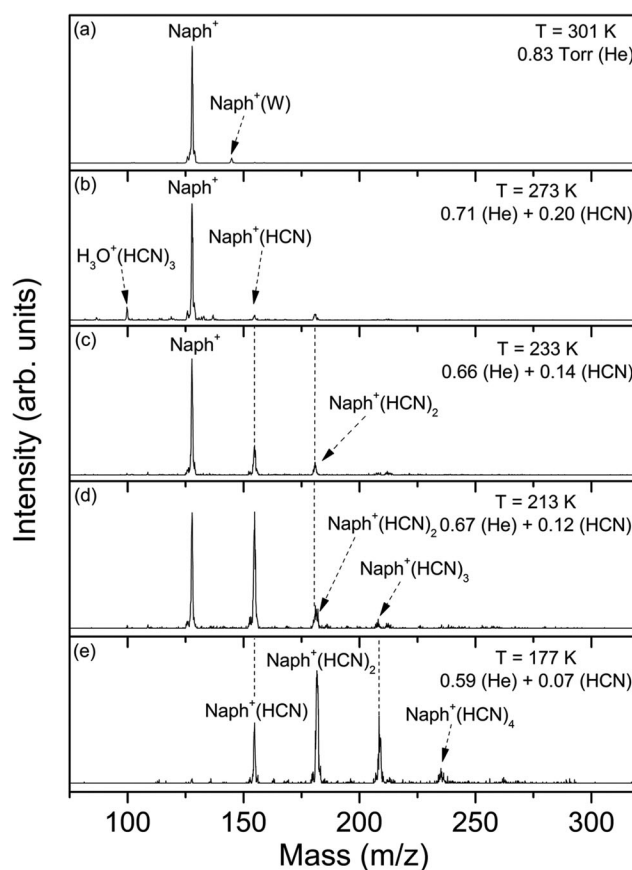 (a)
Naph⁺
T = 301 K
0.83 Torr (He)
Naph⁺(W)
(b)
Naph⁺
T = 273 K
0.71 (He) + 0.20 (HCN)
Naph⁺(HCN)
H₃O⁺(HCN)₃
(c)
Naph⁺
T = 233 K
0.66 (He) + 0.14 (HCN)
Naph⁺(HCN)₂
(d)
T = 213 K
Naph⁺(HCN)₂ 0.67 (He) + 0.12 (HCN)
Naph⁺(HCN)₃
(e)
T = 177 K
Naph⁺(HCN)₂
0.59 (He) + 0.07 (HCN)
Naph⁺(HCN)
Naph⁺(HCN)₄
Intensity (arb. units)
100 150 200 250 300
Mass (m/z)